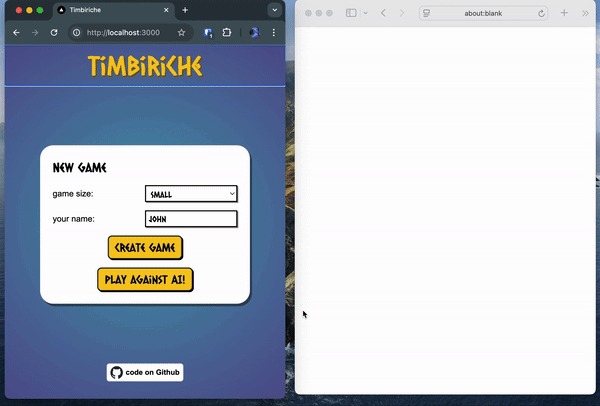 Timbiriche
about:blank
http://localhost:3000
TiMBiRiCHE
NEW GAME
game size:
SMALL
your name:
JOHN
CREATE GAME
PLAY AGAINST AI!
code on Github